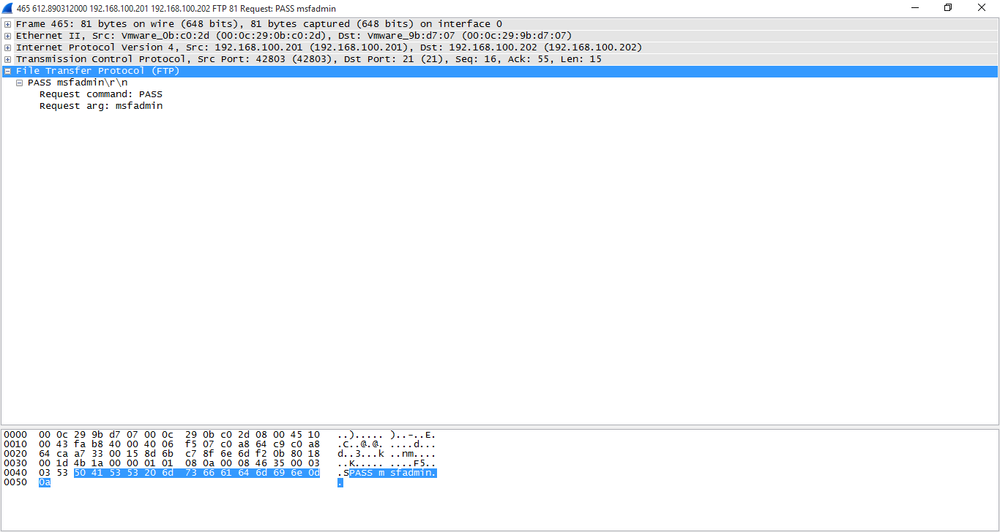 465 612.890312000 192.168.100.201 192.168.100.202 FTP 81 Request: PASS msfadmin
Frame 465: 81 bytes on wire (648 bits), 81 bytes captured (648 bits) on interface 0
Ethernet II, Src: Vmware_0b:c0:2d (00:0c:29:0b:c0:2d), Dst: Vmware_9b:d7:07 (00:0c:29:9b:d7:07)
Internet Protocol Version 4, Src: 192.168.100.201 (192.168.100.201), Dst: 192.168.100.202 (192.168.100.202)
Transmission Control Protocol, Src Port: 42803 (42803), Dst Port: 21 (21), Seq: 16, Ack: 55, Len: 15
File Transfer Protocol (FTP)
PASS msfadmin\r\n
Request command: PASS
Request arg: msfadmin
0000 00 0c 29 9b d7 07 00 0c 29 0b c0 2d 08 00 45 10 ..)..... )..-..E.
0010 00 43 fa b8 40 00 40 06 f5 07 c0 a8 64 c9 c0 a8 .C..@.@. ....d...
0020 64 ca a7 33 00 15 8d 6b c7 8f 6e 6d f2 0b 80 18 d..3...k ..nm....
0030 00 1d 4b 1a 00 00 01 01 08 0a 00 08 46 35 00 03 ..K..... ....F5..
0040 03 53 50 41 53 53 20 6d 73 66 61 64 6d 69 6e 0d .SPASS m sfadmin.
0050 0a .